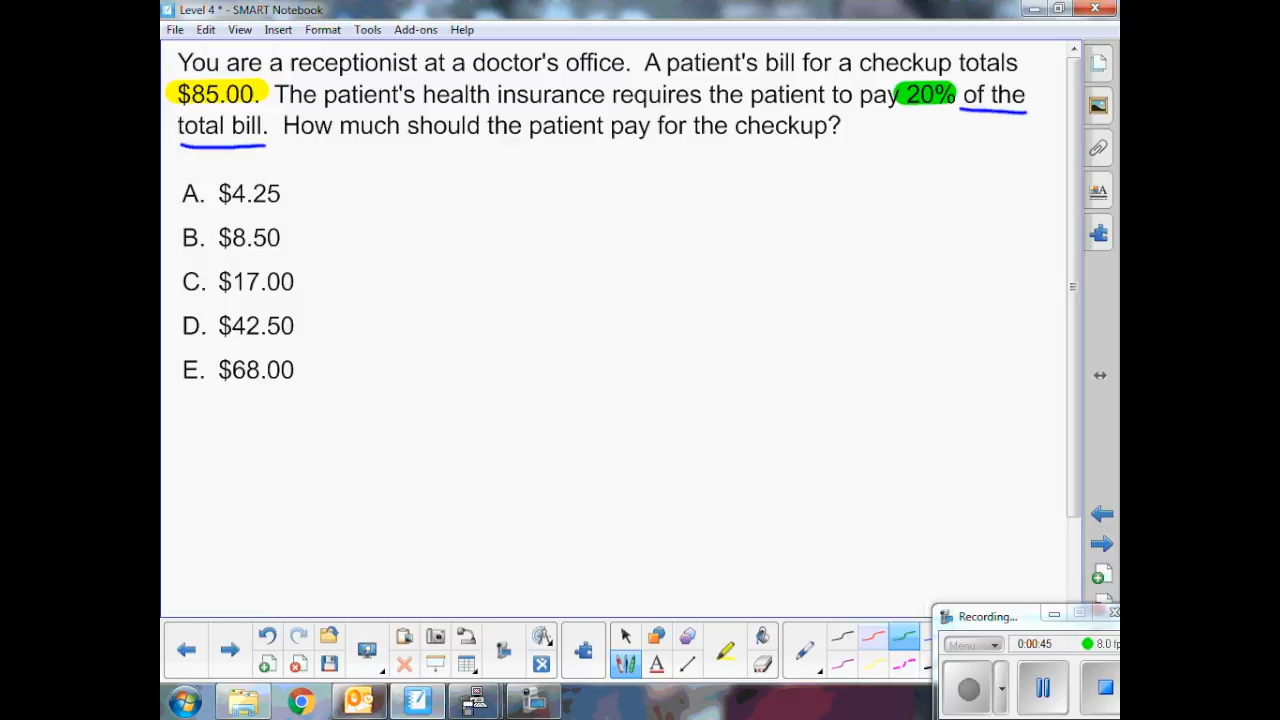 Level 4 * - SMART Notebook
File Edit View Insert Format Tools Add-ons Help
You are a receptionist at a doctor's office. A patient's bill for a checkup totals
$85.00. The patient's health insurance requires the patient to pay 20% of the
total bill. How much should the patient pay for the checkup?
A. $4.25
B. $8.50
C. $17.00
D. $42.50
E. $68.00
Recording...
Menu 0:00:45 8.0 fp